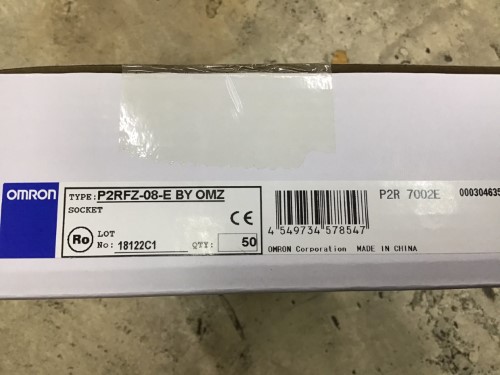 OMRON
TYPE: P2RFZ-08-E BY OMZ
SOCKET
CE
Ro
LOT
No: 18122C1 QTY: 50
4 549734 578547
OMRON Corporation MADE IN CHINA
P2R 7002E 000304635